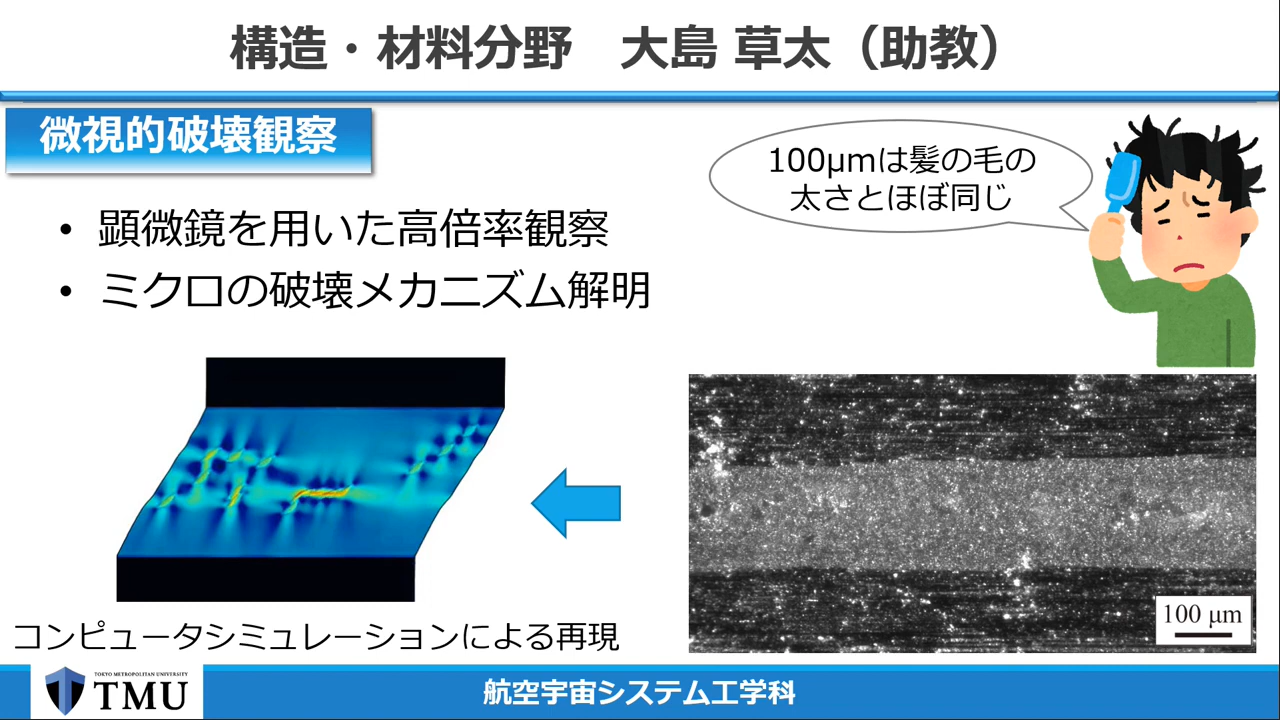 構造・材料分野　大島 草太（助教）
微視的破壊観察
100μmは髪の毛の
太さとほぼ同じ
• 顕微鏡を用いた高倍率観察
• ミクロの破壊メカニズム解明
100 μm
コンピュータシミュレーションによる再現
TOKYO METROPOLITAN UNIVERSITY
TMU
航空宇宙システム工学科